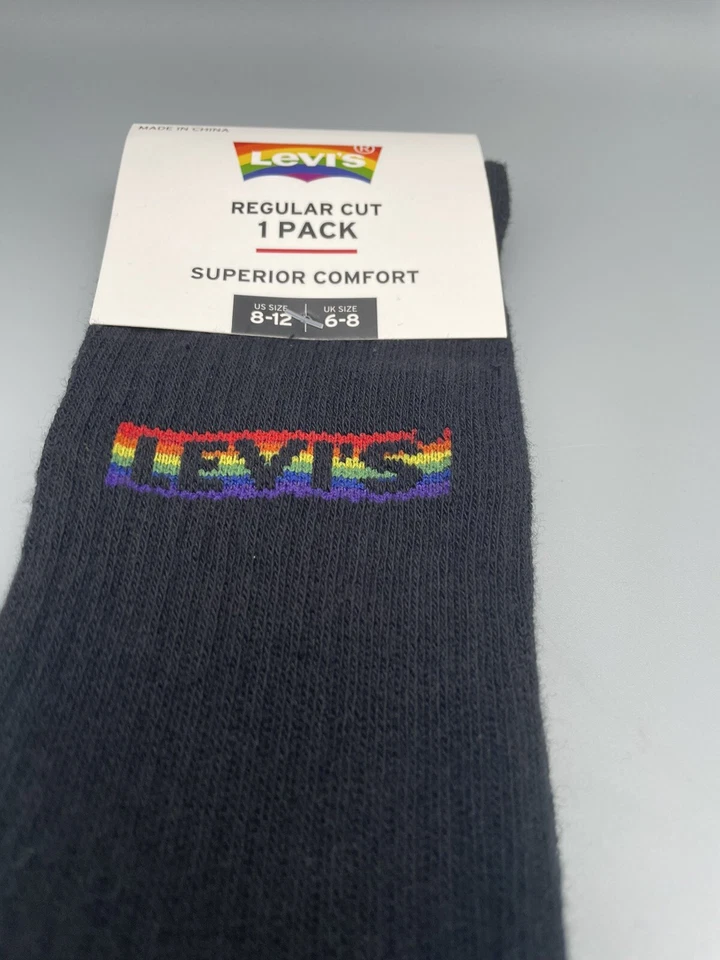 MADE IN CHINA
Levi's®
REGULAR CUT
1 PACK
SUPERIOR COMFORT
US SIZE UK SIZE
8-12 6-8
LEVI'S